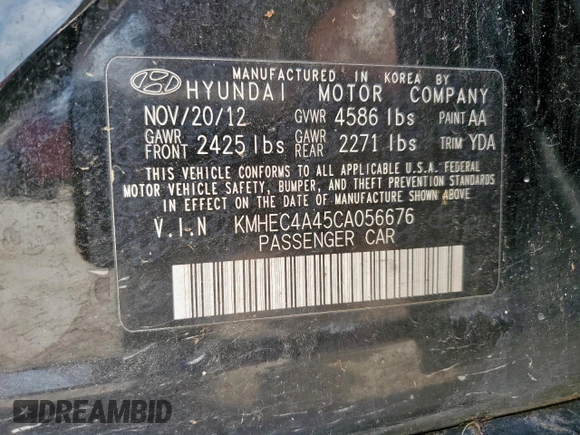 MANUFACTURED IN KOREA BY
HYUNDAI MOTOR COMPANY
NOV/20/12 GVWR 4586 lbs PAINT AA
GAWR FRONT 2425 lbs GAWR REAR 2271 lbs TRIM YDA
THIS VEHICLE CONFORMS TO ALL APPLICABLE U.S.A. FEDERAL
MOTOR VEHICLE SAFETY, BUMPER, AND THEFT PREVENTION STANDARDS
IN EFFECT ON THE DATE OF MANUFACTURE SHOWN ABOVE
V.I.N KMHEC4A45CA056676
PASSENGER CAR
DREAMBID